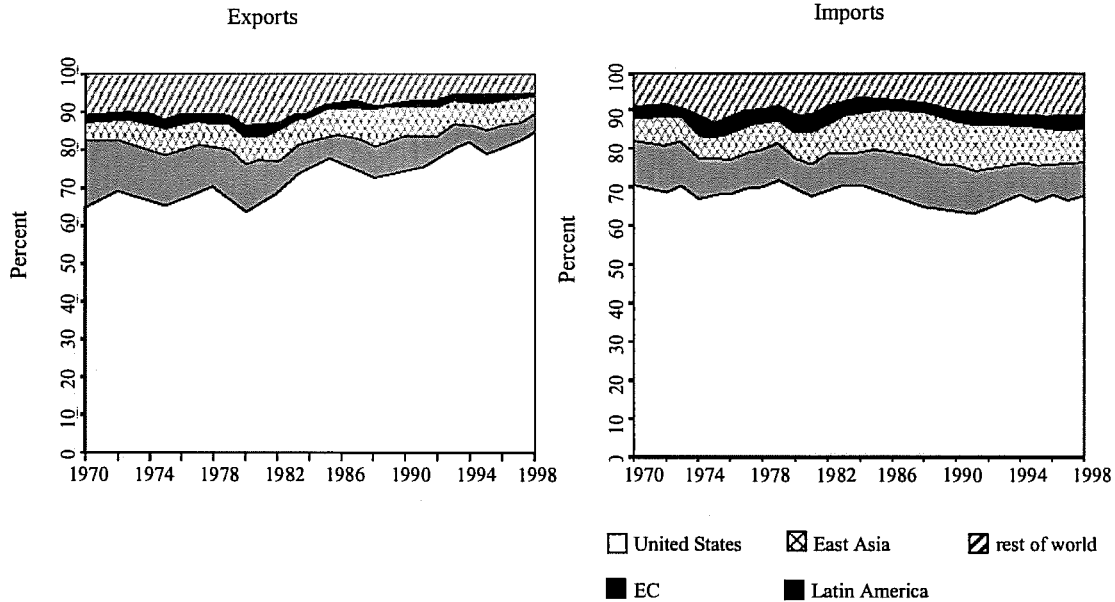 Exports
Imports
Percent
0 10 20 30 40 50 60 70 80 90 100
1970 1974 1978 1982 1986 1990 1994 1998
Percent
) 10 20 30 40 50 60 70 80 90 100
1970 1974 1978 1982 1986 1990 1994 1998
United States East Asia rest of world
EC Latin America